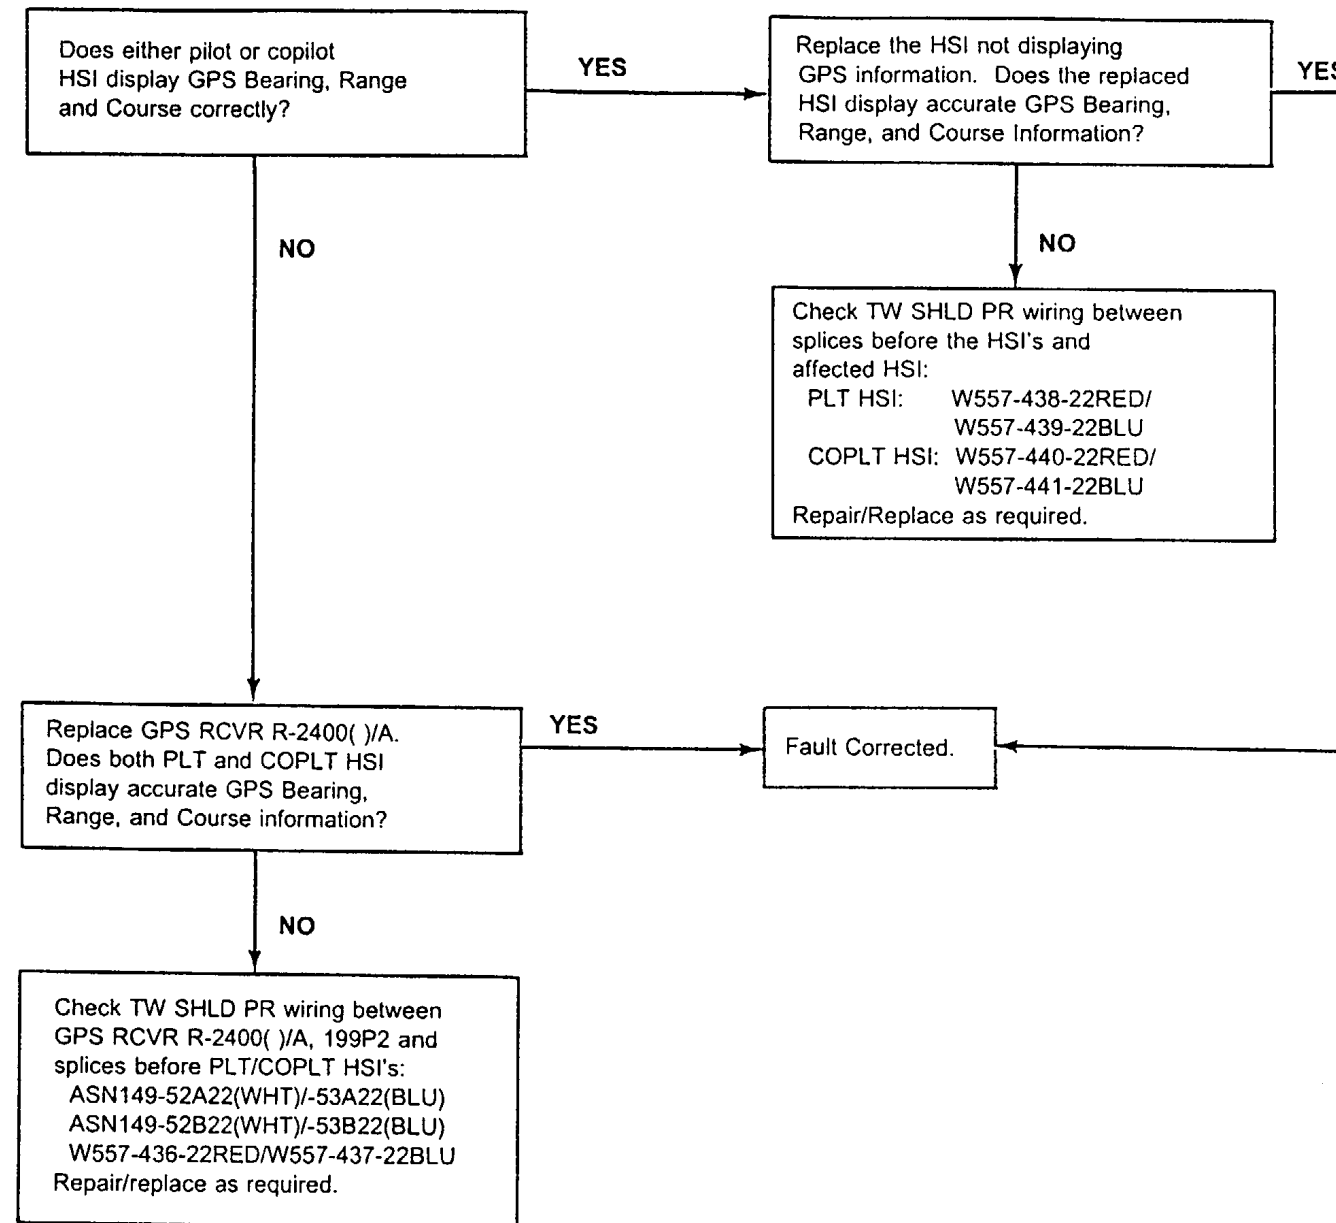 Does either pilot or copilot
HSI display GPS Bearing, Range
and Course correctly?
YES
Replace the HSI not displaying
GPS information. Does the replaced
HSI display accurate GPS Bearing,
Range, and Course Information?
YES
NO
NO
Check TW SHLD PR wiring between
splices before the HSI's and
affected HSI:
PLT HSI: W557-438-22RED/
W557-439-22BLU
COPLT HSI: W557-440-22RED/
W557-441-22BLU
Repair/Replace as required.
Replace GPS RCVR R-2400( )/A.
Does both PLT and COPLT HSI
display accurate GPS Bearing,
Range, and Course information?
YES
Fault Corrected.
NO
Check TW SHLD PR wiring between
GPS RCVR R-2400( )/A, 199P2 and
splices before PLT/COPLT HSI's:
ASN149-52A22(WHT)/-53A22(BLU)
ASN149-52B22(WHT)/-53B22(BLU)
W557-436-22RED/W557-437-22BLU
Repair/replace as required.